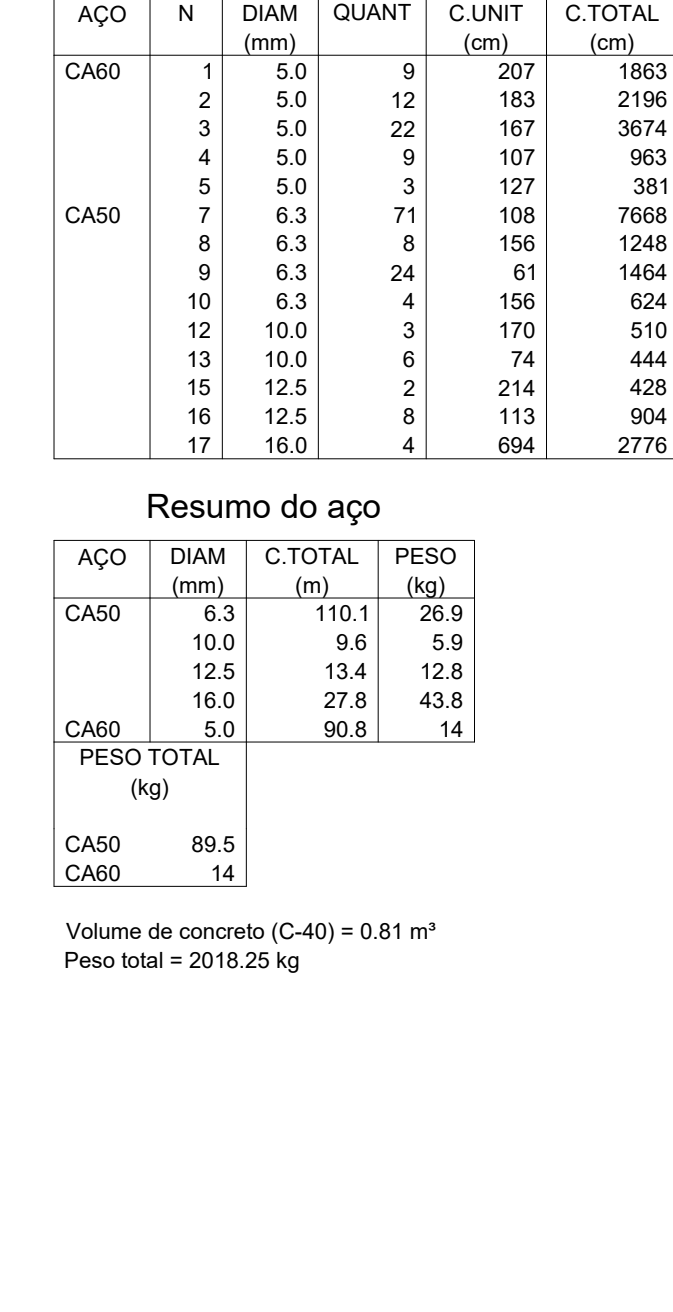 AÇO N DIAM QUANT C.UNIT C.TOTAL
(mm) (cm) (cm)
CA60 1 5.0 9 207 1863
2 5.0 12 183 2196
3 5.0 22 167 3674
4 5.0 9 107 963
5 5.0 3 127 381
CA50 7 6.3 71 108 7668
8 6.3 8 156 1248
9 6.3 24 61 1464
10 6.3 4 156 624
12 10.0 3 170 510
13 10.0 6 74 444
15 12.5 2 214 428
16 12.5 8 113 904
17 16.0 4 694 2776
Resumo do aço
AÇO DIAM C.TOTAL PESO
(mm) (m) (kg)
CA50 6.3 110.1 26.9
10.0 9.6 5.9
12.5 13.4 12.8
16.0 27.8 43.8
CA60 5.0 90.8 14
PESO TOTAL
(kg)
CA50 89.5
CA60 14
Volume de concreto (C-40) = 0.81 m³
Peso total = 2018.25 kg